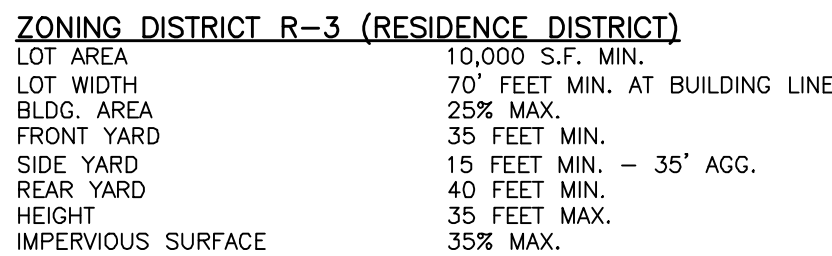 ZONING DISTRICT R-3 (RESIDENCE DISTRICT)
LOT AREA 10,000 S.F. MIN.
LOT WIDTH 70' FEET MIN. AT BUILDING LINE
BLDG. AREA 25% MAX.
FRONT YARD 35 FEET MIN.
SIDE YARD 15 FEET MIN. – 35' AGG.
REAR YARD 40 FEET MIN.
HEIGHT 35 FEET MAX.
IMPERVIOUS SURFACE 35% MAX.